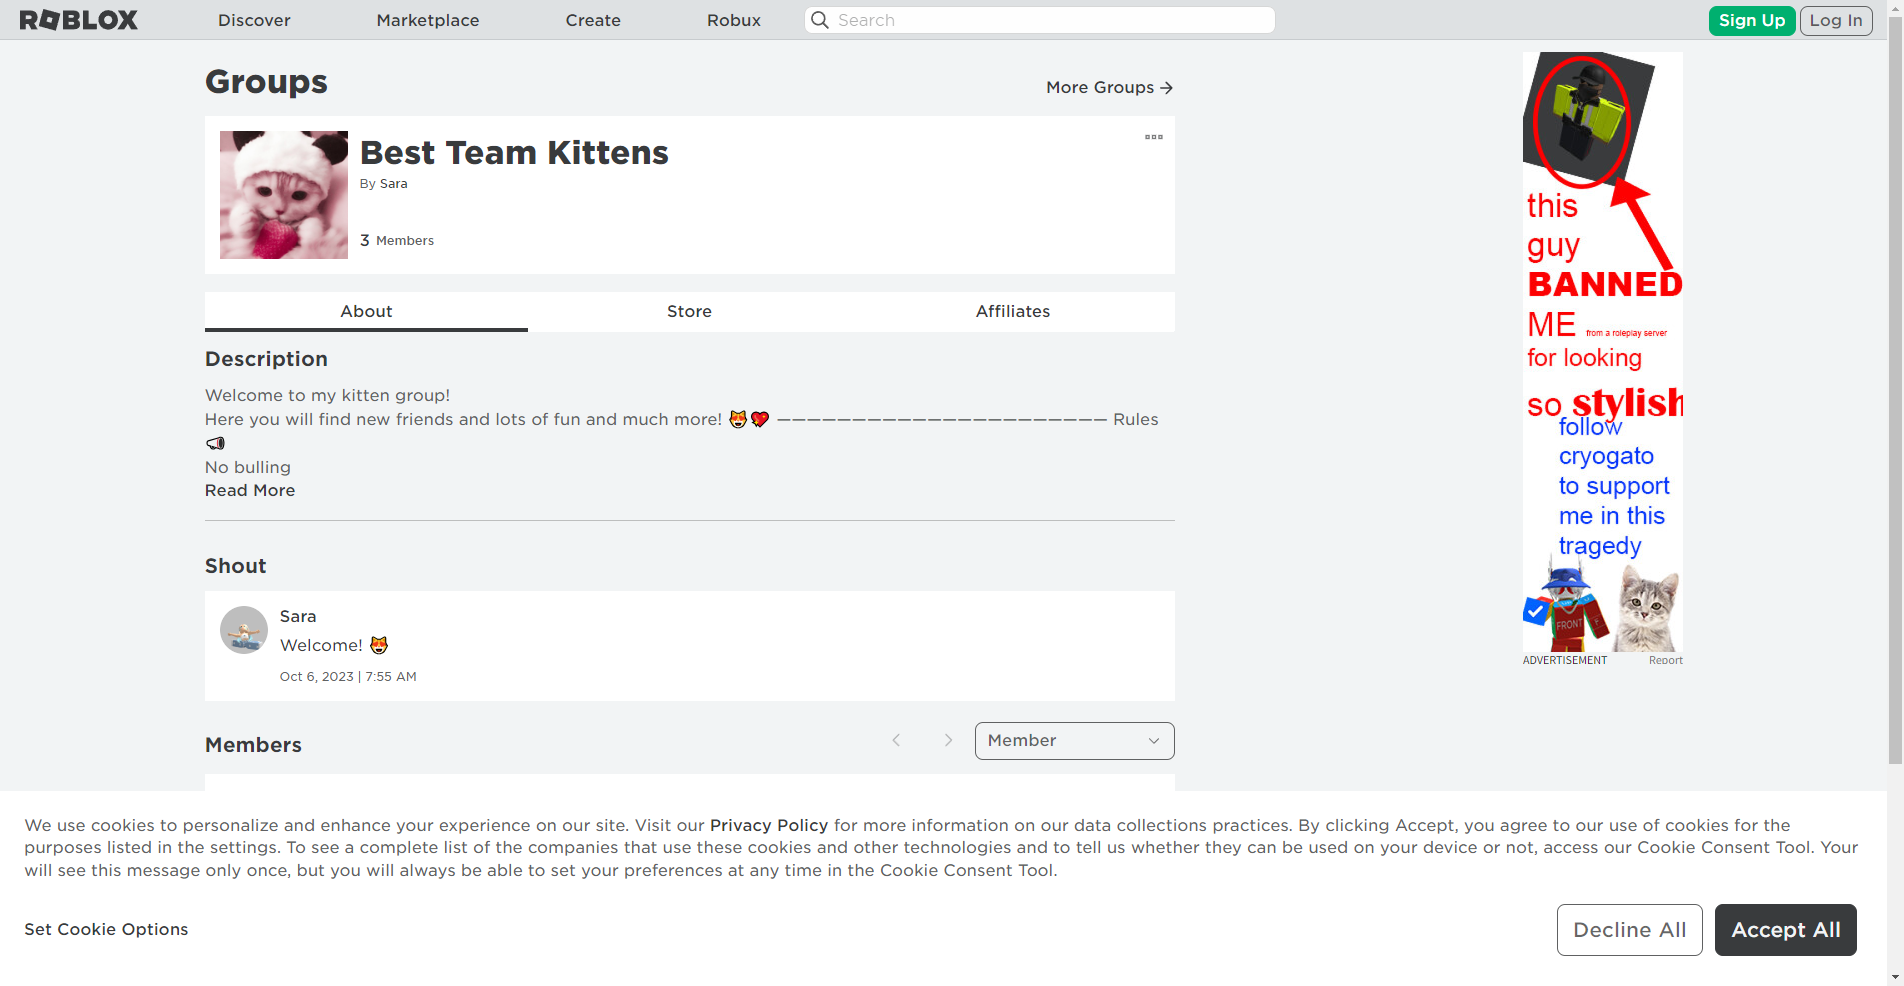 ROBLOX
Discover
Marketplace
Create
Robux
Search
Sign Up
Log In
Groups
More Groups
Best Team Kittens
By Sara
3 Members
About
Store
Affiliates
Description
Welcome to my kitten group!
Here you will find new friends and lots of fun and much more! 😻💖 —————————————————————— Rules
📢
No bulling
Read More
Shout
Sara
Welcome! 😻
Oct 6, 2023 | 7:55 AM
Members
Member
this
guy
BANNED
ME from a roleplay server
for looking
so stylish
follow
cryogato
to support
me in this
tragedy
FRONT
ADVERTISEMENT
Report
We use cookies to personalize and enhance your experience on our site. Visit our Privacy Policy for more information on our data collections practices. By clicking Accept, you agree to our use of cookies for the
purposes listed in the settings. To see a complete list of the companies that use these cookies and other technologies and to tell us whether they can be used on your device or not, access our Cookie Consent Tool. Your
will see this message only once, but you will always be able to set your preferences at any time in the Cookie Consent Tool.
Set Cookie Options
Decline All
Accept All